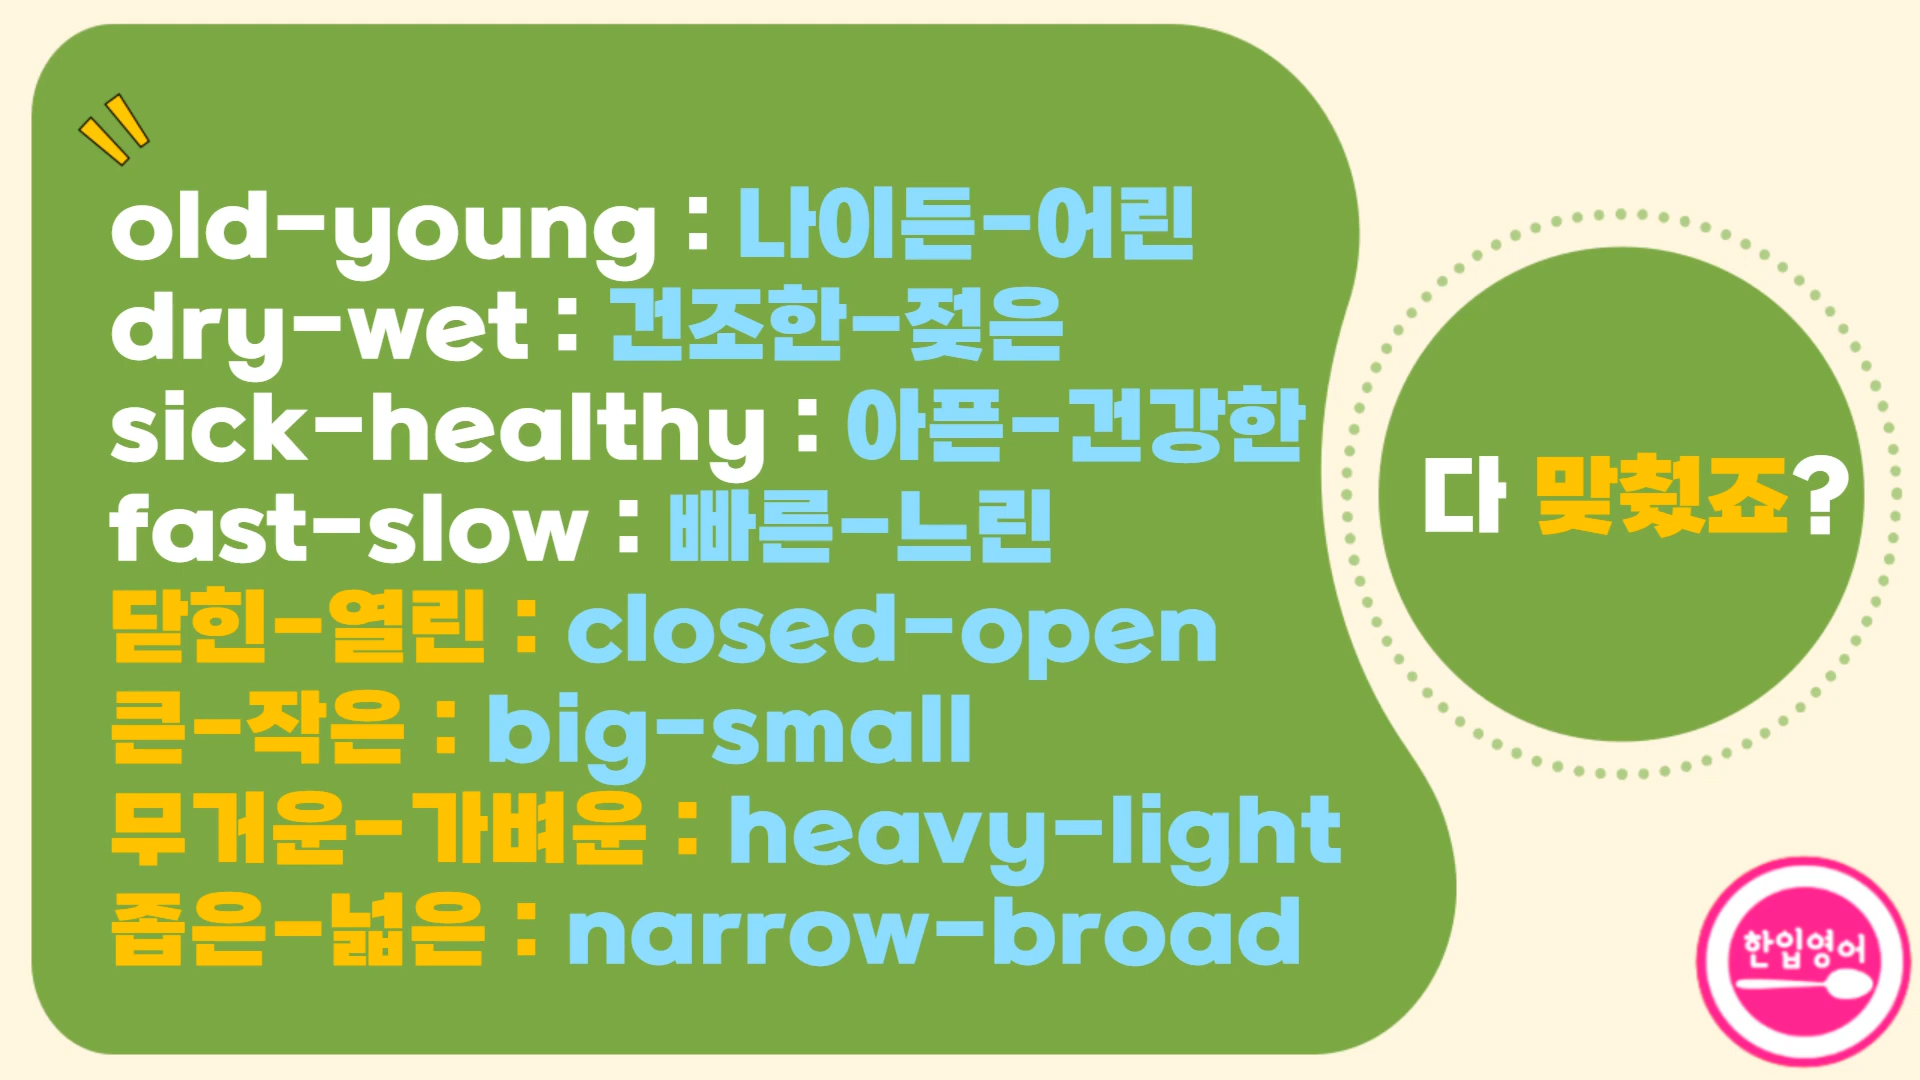 old-young : 나이든-어린
dry-wet : 건조한-젖은
sick-healthy : 아픈-건강한
fast-slow : 빠른-느린
닫힌-열린 : closed-open
큰-작은 : big-small
무거운-가벼운 : heavy-light
좁은-넓은 : narrow-broad
다 맞췄죠?
한입영어